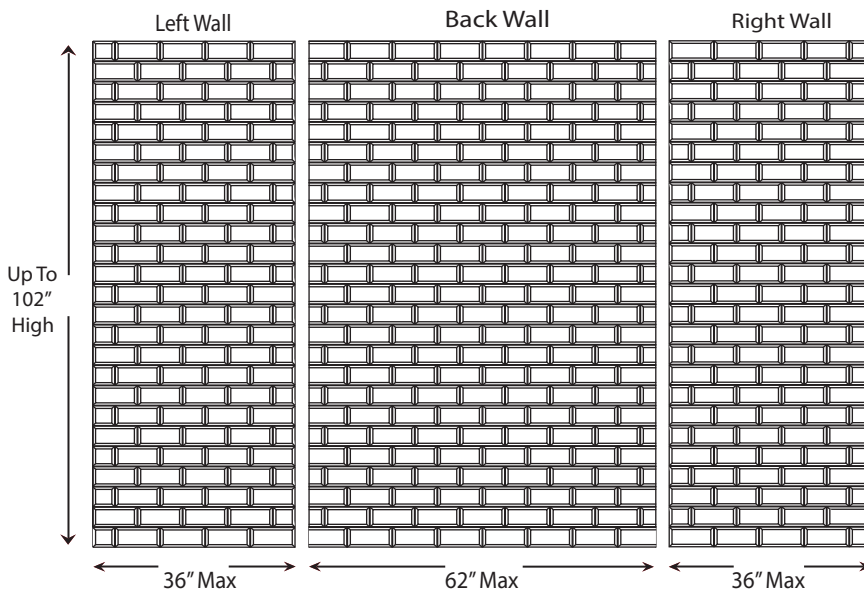 Left Wall
Back Wall
Right Wall
Up To
102”
High
36” Max
62” Max
36” Max